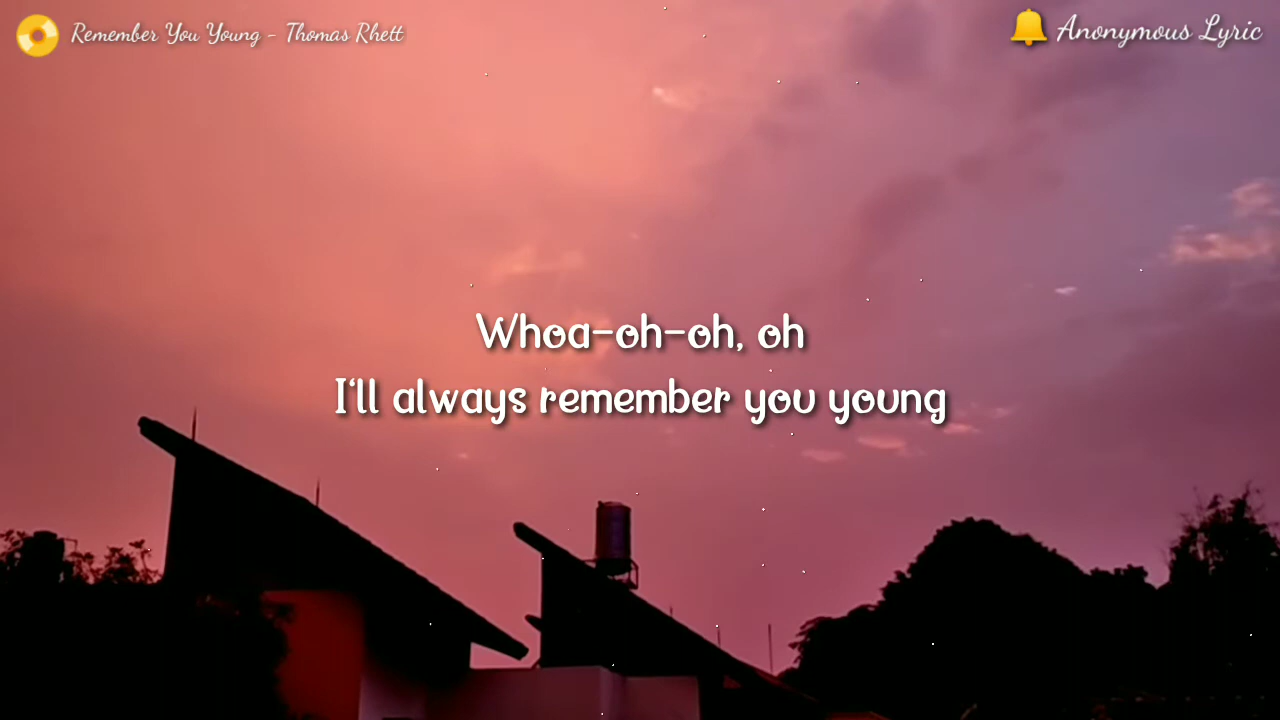 Remember You Young - Thomas Rhett
Anonymous Lyric
Whoa-oh-oh, oh
I'll always remember you young